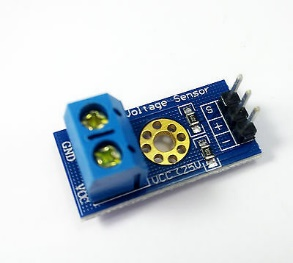 Voltage Sensor
S
+
-
GND
VCC
VCC<25V